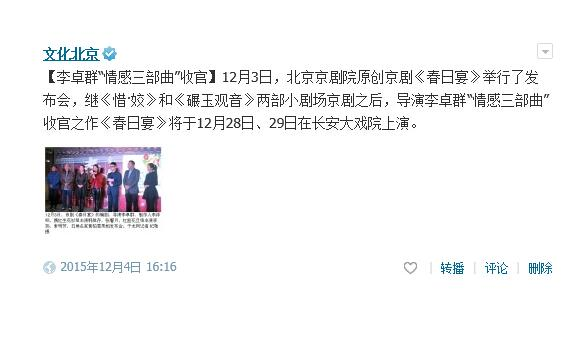 文化北京
【李卓群“情感三部曲”收官】12月3日，北京京剧院原创京剧《春日宴》举行了发
布会，继《惜·姣》和《碾玉观音》两部小剧场京剧之后，导演李卓群“情感三部曲”
收官之作《春日宴》将于12月28日、29日在长安大戏院上演。
2015年12月4日 16:16
转播
评论
删除